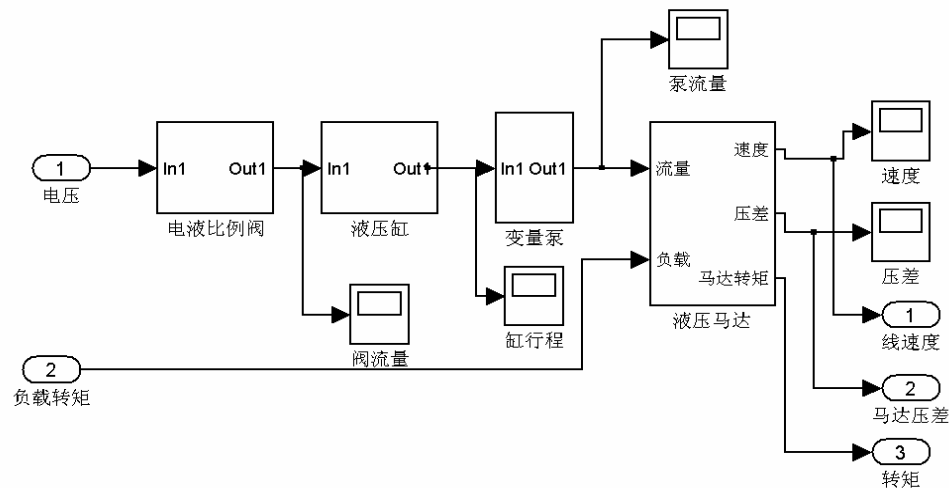 泵流量
1
电压
In1 Out1
电液比例阀
In1 Out1
液压缸
In1 Out1
变量泵
流量
负载
速度
压差
马达转矩
液压马达
速度
压差
阀流量
缸行程
1
线速度
2
负载转矩
2
马达压差
3
转矩